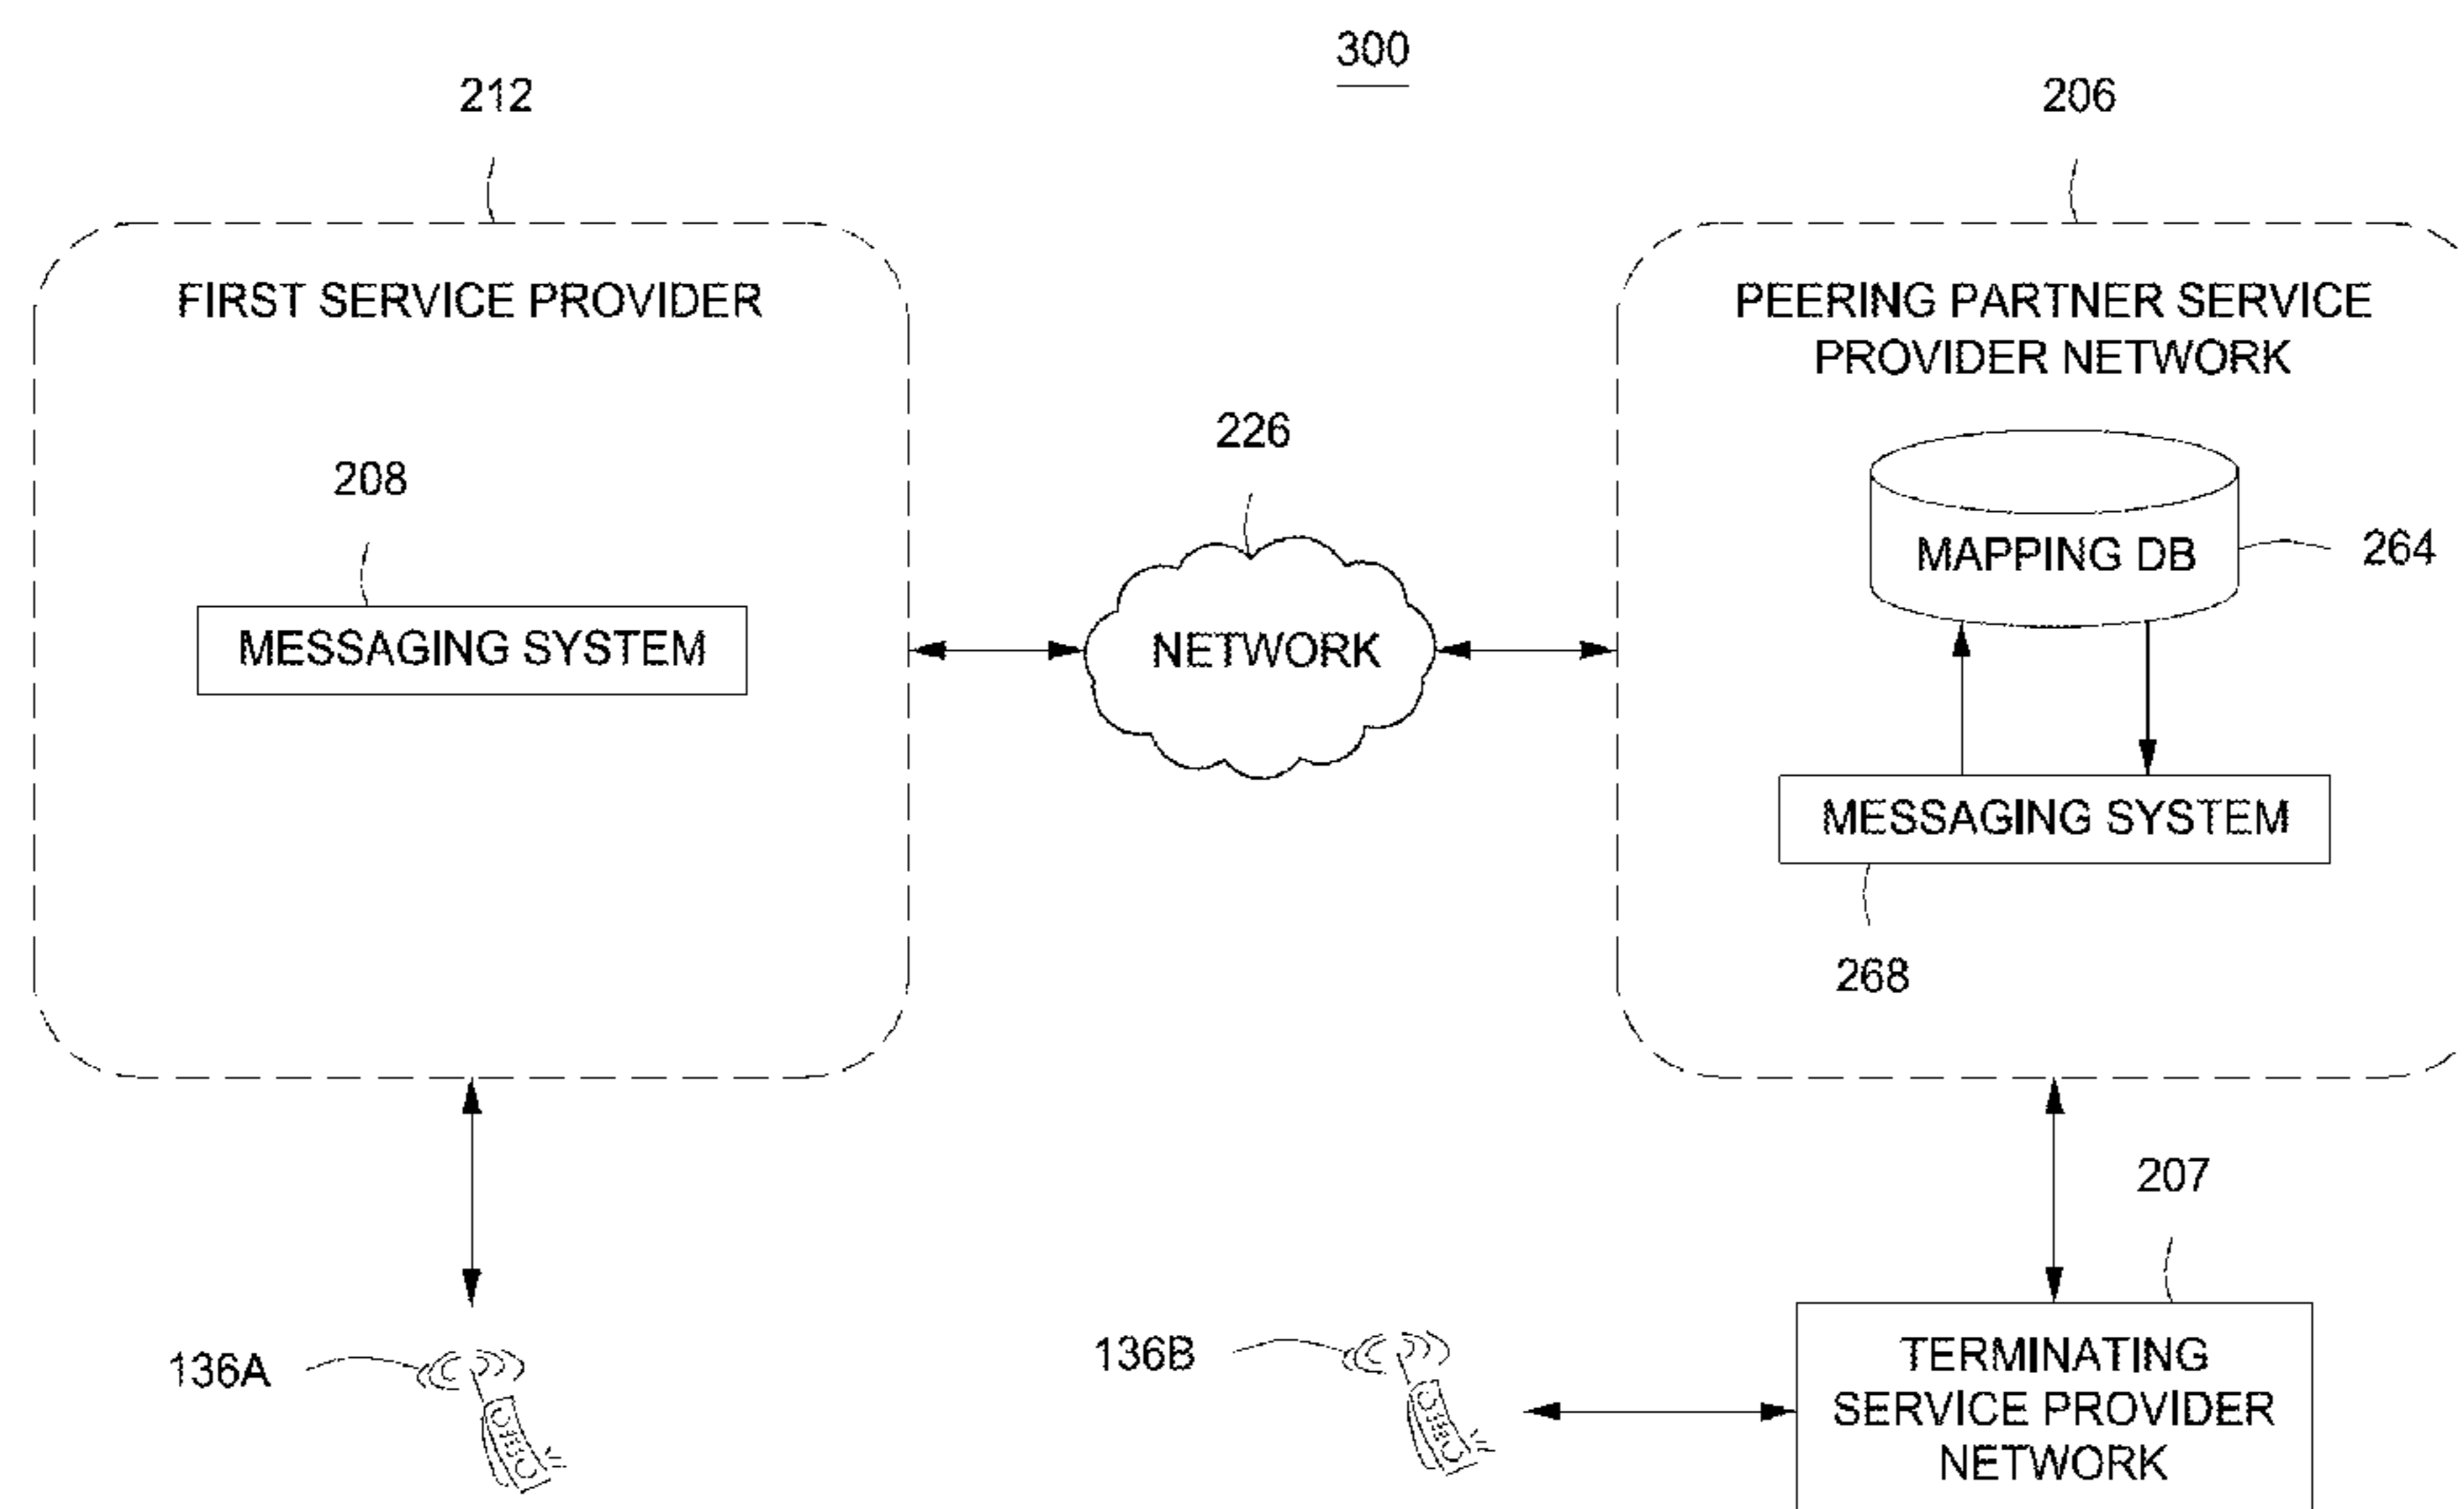 300
212
206
FIRST SERVICE PROVIDER
PEERING PARTNER SERVICE
PROVIDER NETWORK
226
208
MAPPING DB
264
MESSAGING SYSTEM
NETWORK
MESSAGING SYSTEM
268
207
136A
136B
TERMINATING
SERVICE PROVIDER
NETWORK